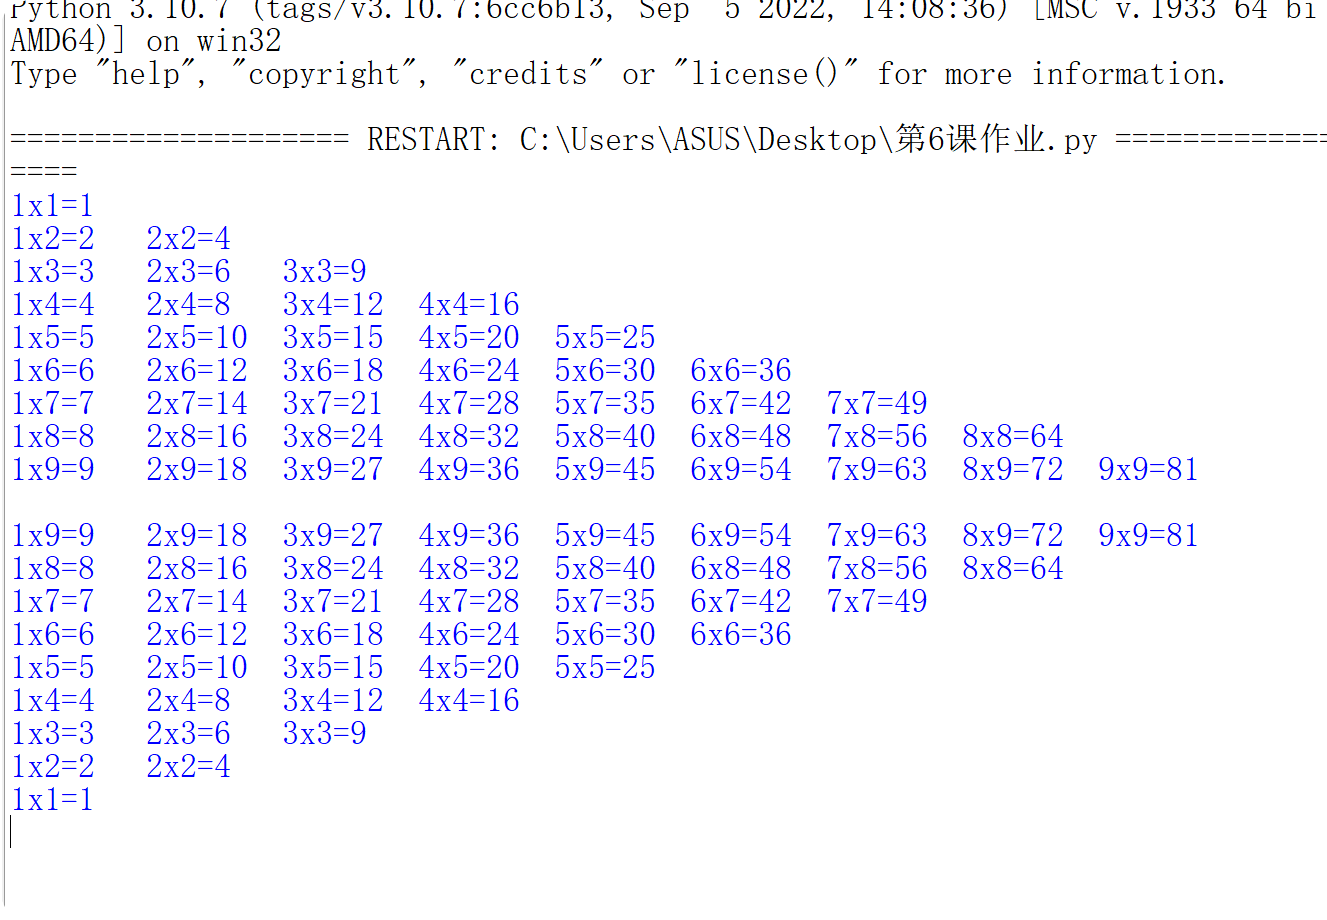 Python 3.10.7 (tags/v3.10.7:6cc6b13, Sep  5 2022, 14:08:36) [MSC v.1933 64 bi
AMD64)] on win32
Type "help", "copyright", "credits" or "license()" for more information.
==================== RESTART: C:\Users\ASUS\Desktop\第6课作业.py =============
====
1x1=1
1x2=2   2x2=4
1x3=3   2x3=6   3x3=9
1x4=4   2x4=8   3x4=12  4x4=16
1x5=5   2x5=10  3x5=15  4x5=20  5x5=25
1x6=6   2x6=12  3x6=18  4x6=24  5x6=30  6x6=36
1x7=7   2x7=14  3x7=21  4x7=28  5x7=35  6x7=42  7x7=49
1x8=8   2x8=16  3x8=24  4x8=32  5x8=40  6x8=48  7x8=56  8x8=64
1x9=9   2x9=18  3x9=27  4x9=36  5x9=45  6x9=54  7x9=63  8x9=72  9x9=81
1x9=9   2x9=18  3x9=27  4x9=36  5x9=45  6x9=54  7x9=63  8x9=72  9x9=81
1x8=8   2x8=16  3x8=24  4x8=32  5x8=40  6x8=48  7x8=56  8x8=64
1x7=7   2x7=14  3x7=21  4x7=28  5x7=35  6x7=42  7x7=49
1x6=6   2x6=12  3x6=18  4x6=24  5x6=30  6x6=36
1x5=5   2x5=10  3x5=15  4x5=20  5x5=25
1x4=4   2x4=8   3x4=12  4x4=16
1x3=3   2x3=6   3x3=9
1x2=2   2x2=4
1x1=1